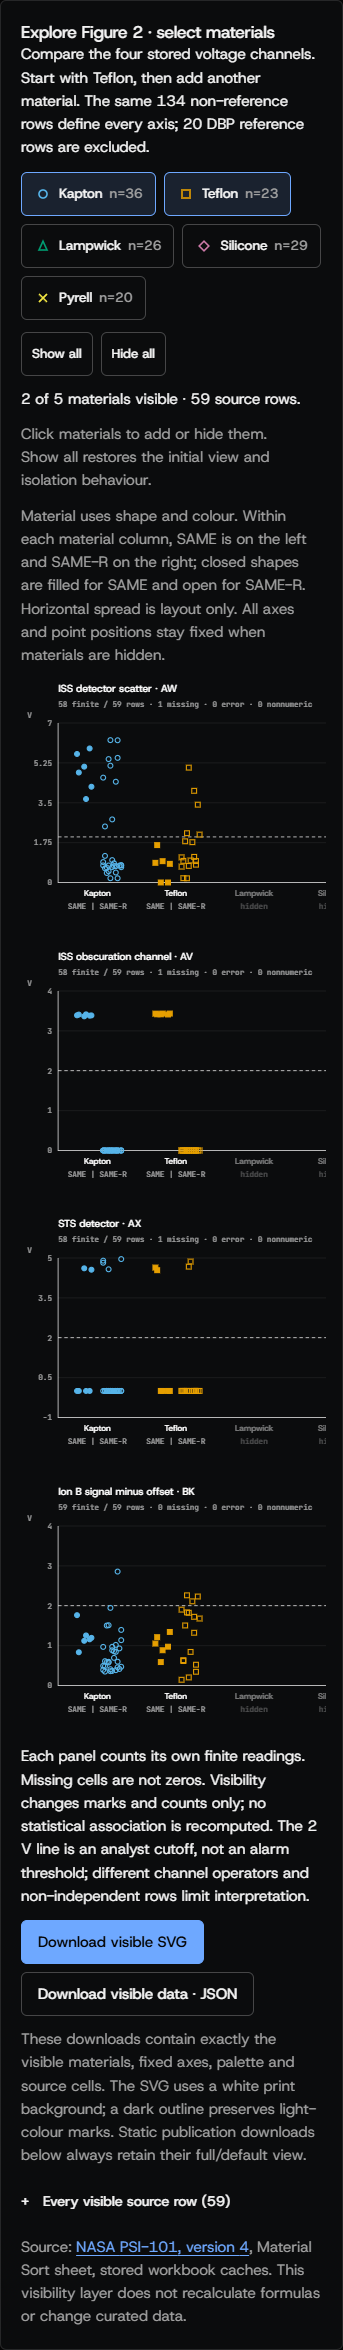 Explore Figure 2 · select materials
Compare the four stored voltage channels.
Start with Teflon, then add another
material. The same 134 non-reference
rows define every axis; 20 DBP reference
rows are excluded.
Kapton n=36
Teflon n=23
Lampwick n=26
Silicone n=29
Pyrell n=20
Show all
Hide all
2 of 5 materials visible · 59 source rows.
Click materials to add or hide them.
Show all restores the initial view and
isolation behaviour.
Material uses shape and colour. Within
each material column, SAME is on the left
and SAME-R on the right; closed shapes
are filled for SAME and open for SAME-R.
Horizontal spread is layout only. All axes
and point positions stay fixed when
materials are hidden.
ISS detector scatter · AW
58 finite / 59 rows · 1 missing · 0 error · 0 nonnumeric
V
7
5.25
3.5
1.75
0
Kapton Teflon Lampwick Sil
SAME | SAME-R SAME | SAME-R hidden hi
ISS obscuration channel · AV
58 finite / 59 rows · 1 missing · 0 error · 0 nonnumeric
V
4
3
2
1
0
Kapton Teflon Lampwick Sil
SAME | SAME-R SAME | SAME-R hidden hi
STS detector · AX
58 finite / 59 rows · 1 missing · 0 error · 0 nonnumeric
V
5
3.5
2
0.5
-1
Kapton Teflon Lampwick Sil
SAME | SAME-R SAME | SAME-R hidden hi
Ion B signal minus offset · BK
59 finite / 59 rows · 0 missing · 0 error · 0 nonnumeric
V
4
3
2
1
0
Kapton Teflon Lampwick Sil
SAME | SAME-R SAME | SAME-R hidden hi
Each panel counts its own finite readings.
Missing cells are not zeros. Visibility
changes marks and counts only; no
statistical association is recomputed. The 2
V line is an analyst cutoff, not an alarm
threshold; different channel operators and
non-independent rows limit interpretation.
Download visible SVG
Download visible data · JSON
These downloads contain exactly the
visible materials, fixed axes, palette and
source cells. The SVG uses a white print
background; a dark outline preserves light-
colour marks. Static publication downloads
below always retain their full/default view.
+ Every visible source row (59)
Source: NASA PSI-101, version 4, Material
Sort sheet, stored workbook caches. This
visibility layer does not recalculate formulas
or change curated data.